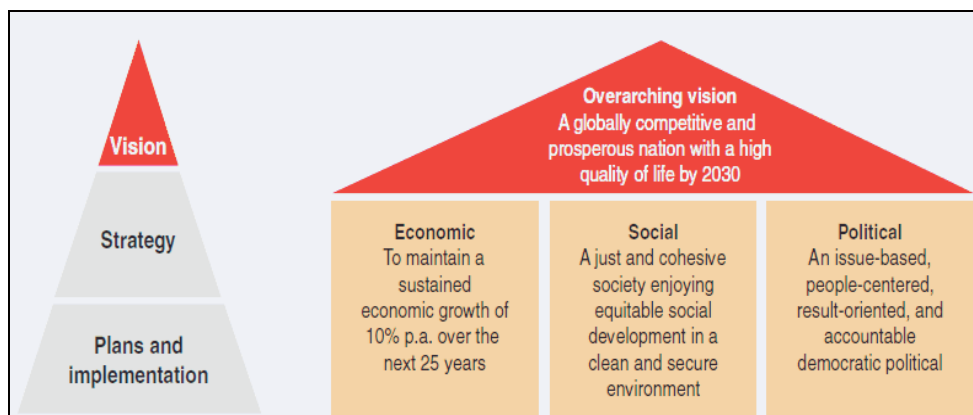 Vision
Strategy
Plans and
implementation
Overarching vision
A globally competitive and
prosperous nation with a high
quality of life by 2030
Economic
To maintain a
sustained
economic growth of
10% p.a. over the
next 25 years
Social
A just and cohesive
society enjoying
equitable social
development in a
clean and secure
environment
Political
An issue-based,
people-centered,
result-oriented, and
accountable
democratic political